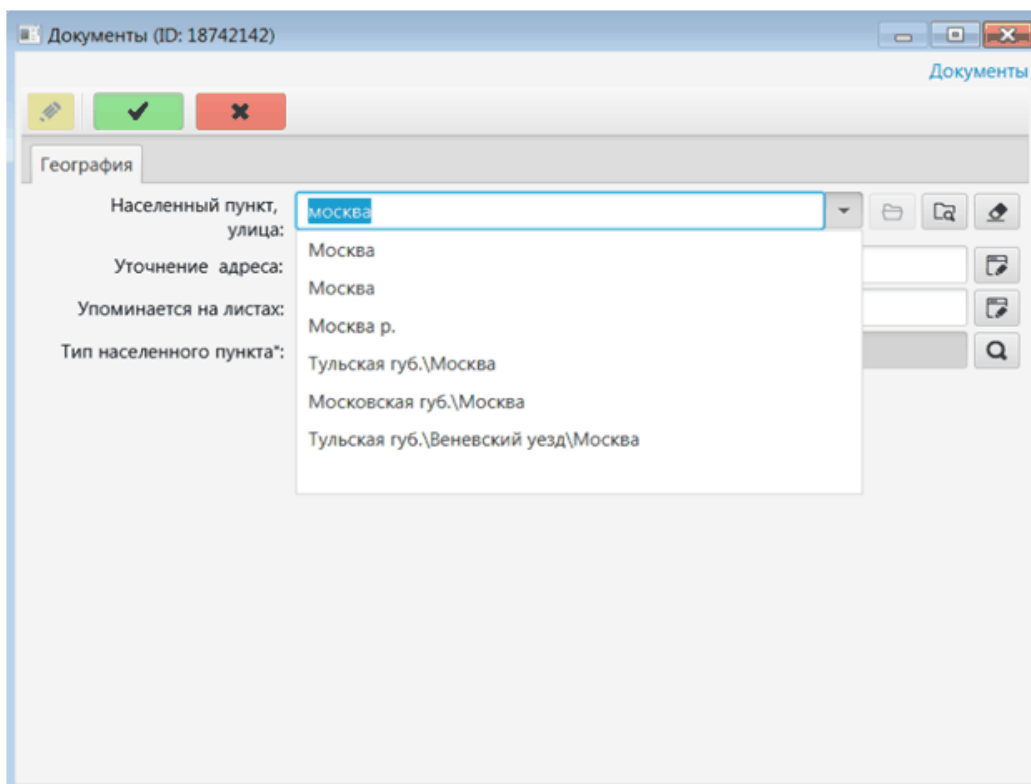 Документы (ID: 18742142)
Документы
География
Населенный пункт,
улица:
москва
Москва
Москва
Москва р.
Тульская губ.\Москва
Московская губ.\Москва
Тульская губ.\Веневский уезд\Москва
Уточнение адреса:
Упоминается на листах:
Тип населенного пункта*: